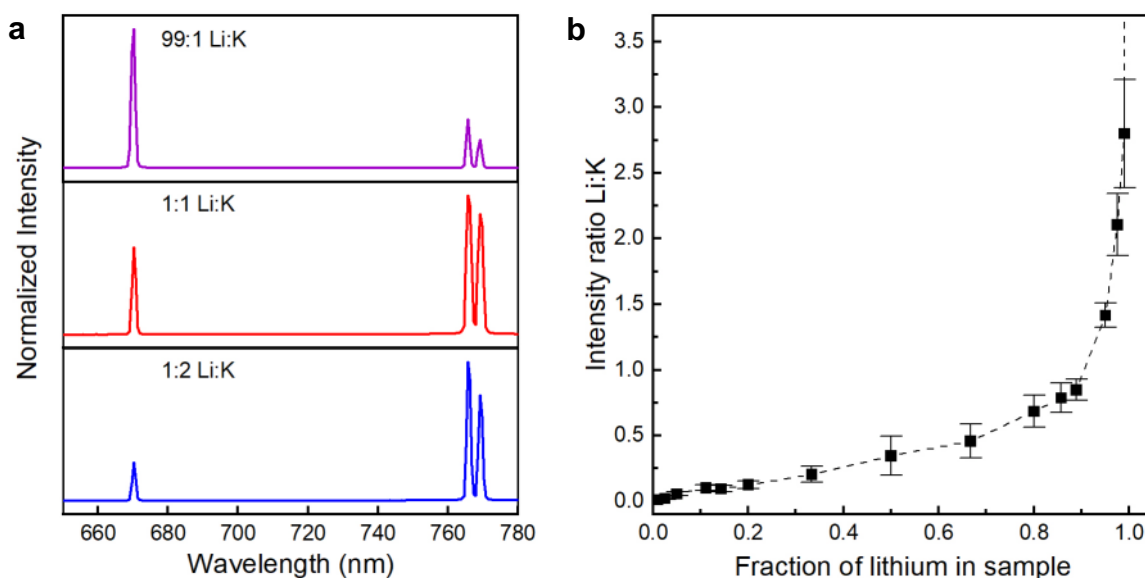 a
99:1 Li:K
1:1 Li:K
1:2 Li:K
Normalized Intensity
660 680 700 720 740 760 780
Wavelength (nm)
b
3.5
3.0
2.5
2.0
1.5
1.0
0.5
0.0
Intensity ratio Li:K
0.0 0.2 0.4 0.6 0.8 1.0
Fraction of lithium in sample